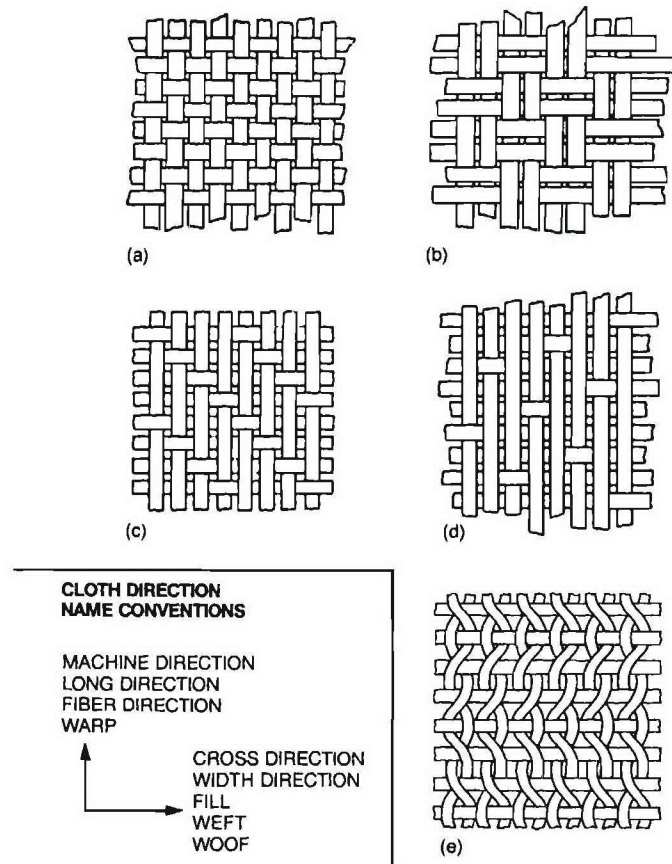 (a)
(b)
(c)
(d)
CLOTH DIRECTION
NAME CONVENTIONS
MACHINE DIRECTION
LONG DIRECTION
FIBER DIRECTION
WARP
CROSS DIRECTION
WIDTH DIRECTION
FILL
WEFT
WOOF
(e)